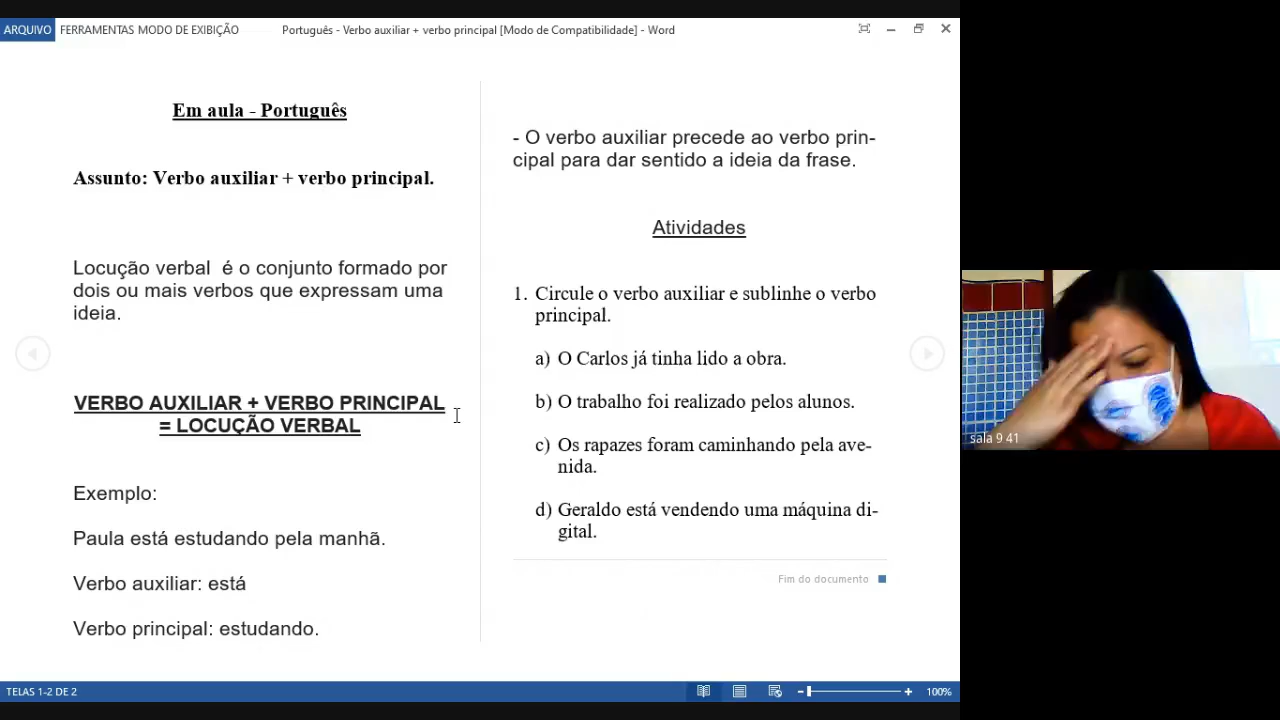 ARQUIVO FERRAMENTAS MODO DE EXIBIÇÃO Português - Verbo auxiliar + verbo principal [Modo de Compatibilidade] - Word
Em aula - Português
Assunto: Verbo auxiliar + verbo principal.
Locução verbal é o conjunto formado por
dois ou mais verbos que expressam uma
ideia.
VERBO AUXILIAR + VERBO PRINCIPAL
= LOCUÇÃO VERBAL
Exemplo:
Paula está estudando pela manhã.
Verbo auxiliar: está
Verbo principal: estudando.
- O verbo auxiliar precede ao verbo prin-
cipal para dar sentido a ideia da frase.
Atividades
1. Circule o verbo auxiliar e sublinhe o verbo
principal.
a) O Carlos já tinha lido a obra.
b) O trabalho foi realizado pelos alunos.
c) Os rapazes foram caminhando pela ave-
nida.
d) Geraldo está vendendo uma máquina di-
gital.
Fim do documento
sala 9 41
TELAS 1-2 DE 2
100%